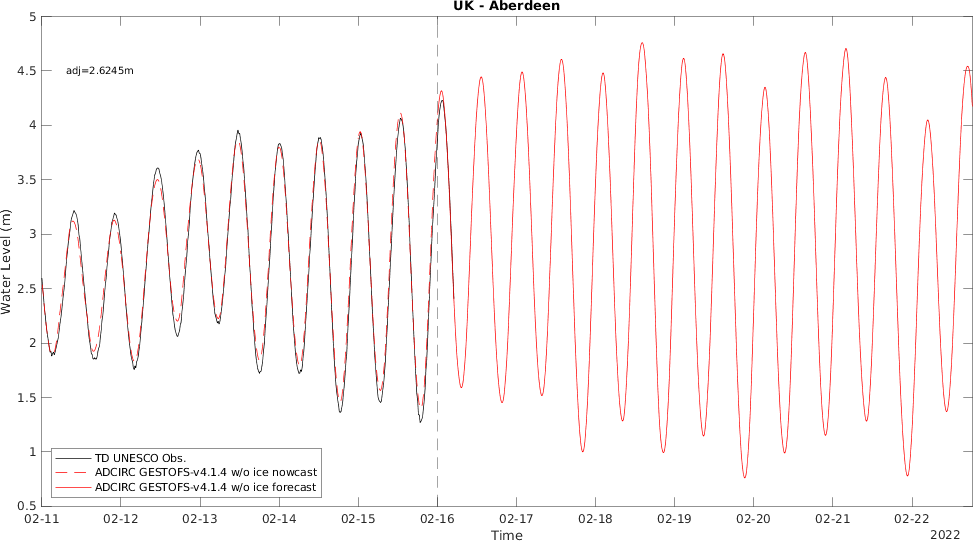 UK - Aberdeen
5
4.5
4
3.5
3
2.5
2
1.5
1
0.5
Water Level (m)
adj=2.6245m
TD UNESCO Obs.
ADCIRC GESTOFS-v4.1.4 w/o ice nowcast
ADCIRC GESTOFS-v4.1.4 w/o ice forecast
02-11 02-12 02-13 02-14 02-15 02-16 02-17 02-18 02-19 02-20 02-21 02-22
Time
2022